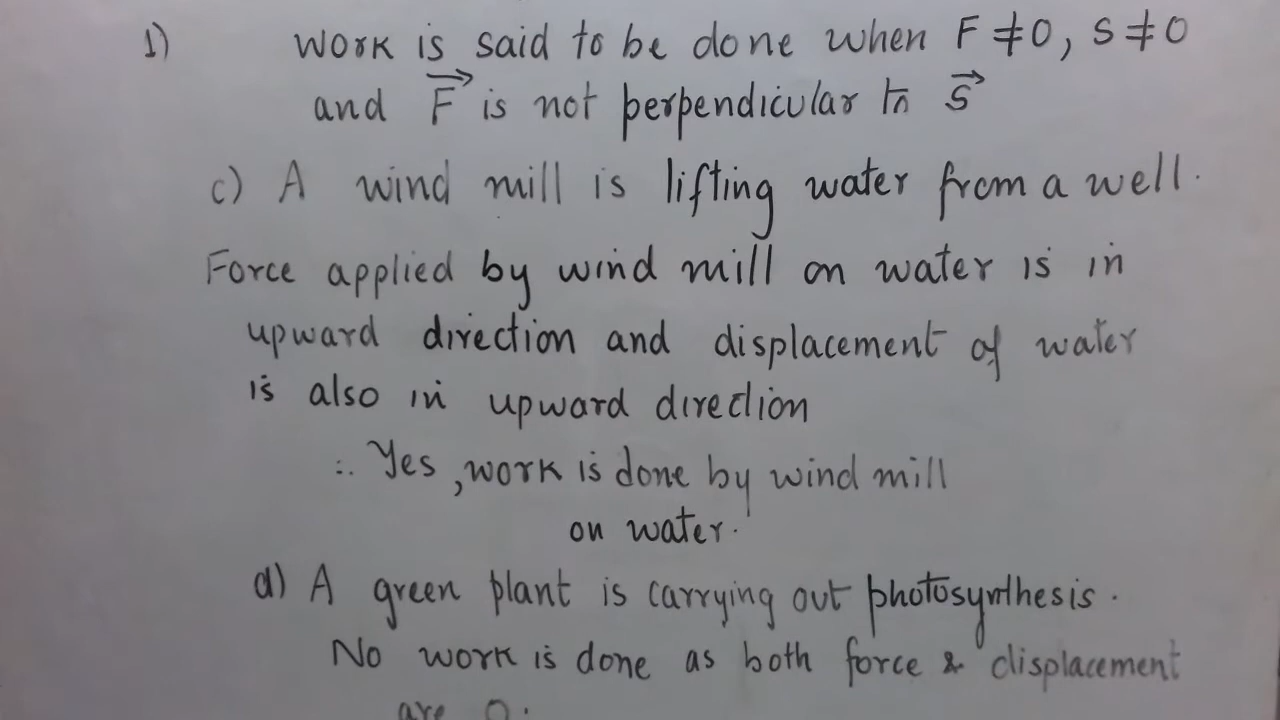 1) Work is said to be done when F ≠ 0, S ≠ 0
and F⃗ is not perpendicular to S⃗
c) A wind mill is lifting water from a well.
Force applied by wind mill on water is in
upward direction and displacement of water
is also in upward direction
∴ Yes, work is done by wind mill
on water.
d) A green plant is carrying out photosynthesis.
No work is done as both force & displacement
are 0.